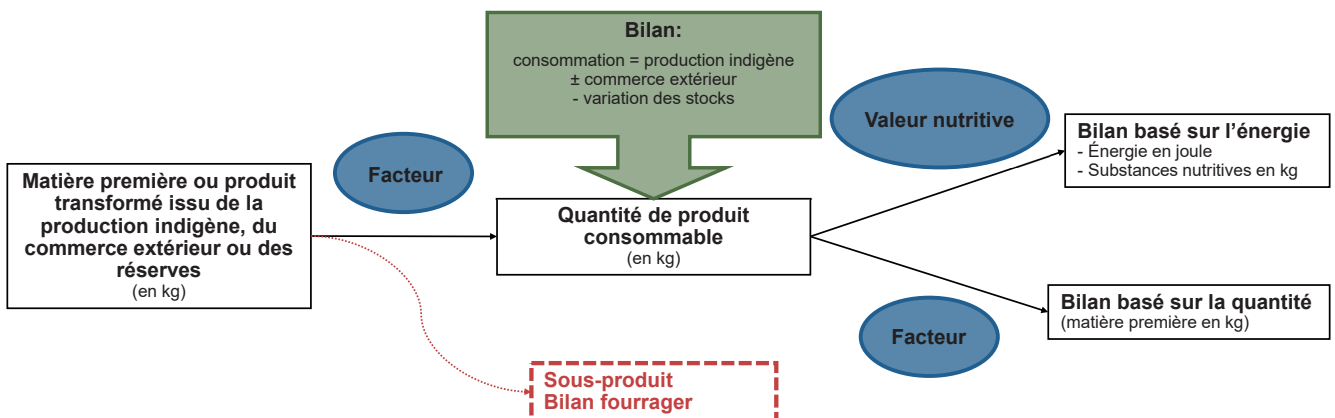 Bilan:
consommation = production indigène
± commerce extérieur
- variation des stocks
Valeur nutritive
Facteur
Matière première ou produit
transformé issu de la
production indigène, du
commerce extérieur ou des
réserves
(en kg)
Quantité de produit
consommable
(en kg)
Bilan basé sur l’énergie
- Énergie en joule
- Substances nutritives en kg
Bilan basé sur la quantité
(matière première en kg)
Facteur
Sous-produit
Bilan fourrager